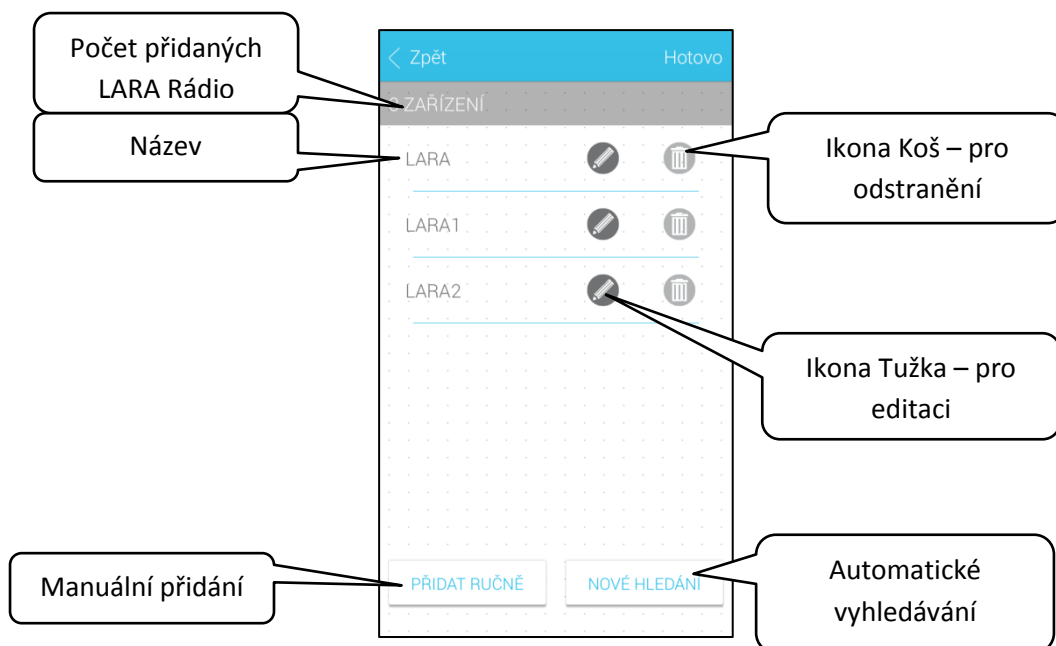 Počet přidaných
LARA Rádio
Název
Zpět
Hotovo
ZAŘÍZENÍ
LARA
LARA1
LARA2
Ikona Koš – pro
odstranění
Ikona Tužka – pro
editaci
Manuální přidání
PŘIDAT RUČNĚ
NOVÉ HLEDÁNÍ
Automatické
vyhledávání